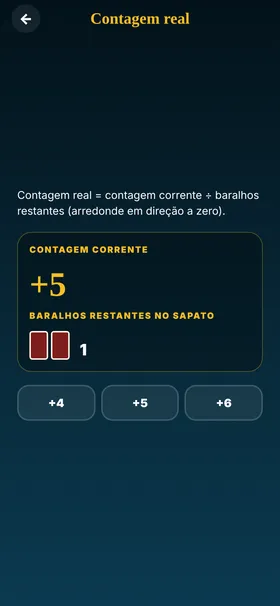 Contagem real
Contagem real = contagem corrente ÷ baralhos
restantes (arredonde em direção a zero).
CONTAGEM CORRENTE
+5
BARALHOS RESTANTES NO SAPATO
1
+4
+5
+6